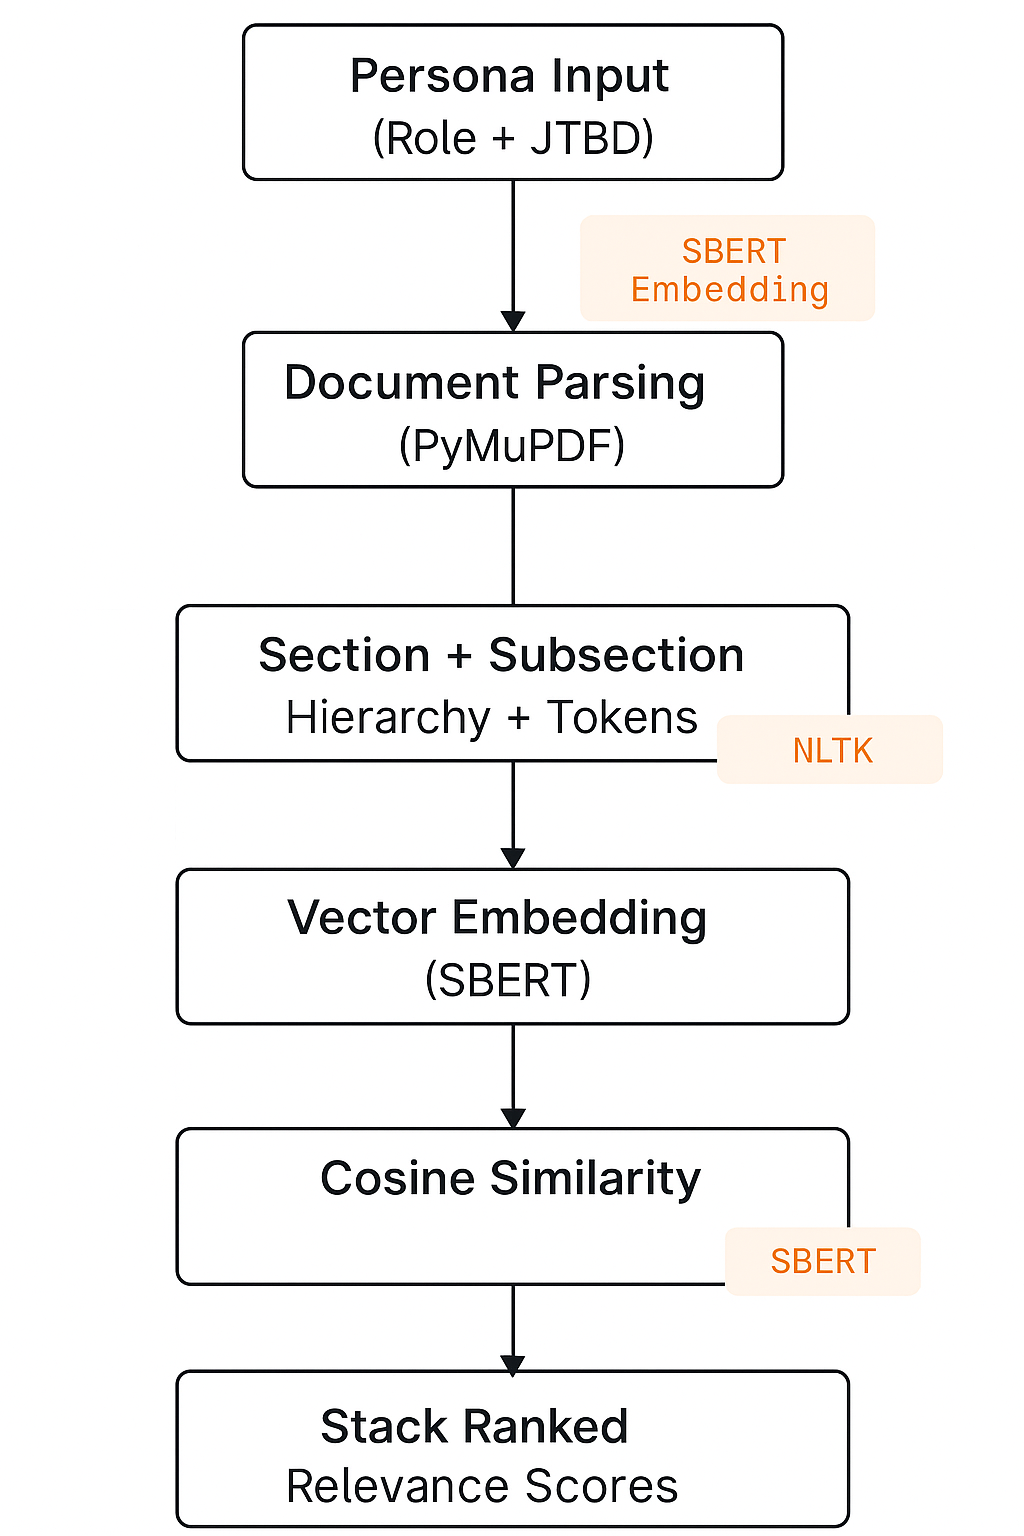 Persona Input
(Role + JTBD)
SBERT
Embedding
Document Parsing
(PyMuPDF)
Section + Subsection
Hierarchy + Tokens
NLTK
Vector Embedding
(SBERT)
Cosine Similarity
SBERT
Stack Ranked
Relevance Scores